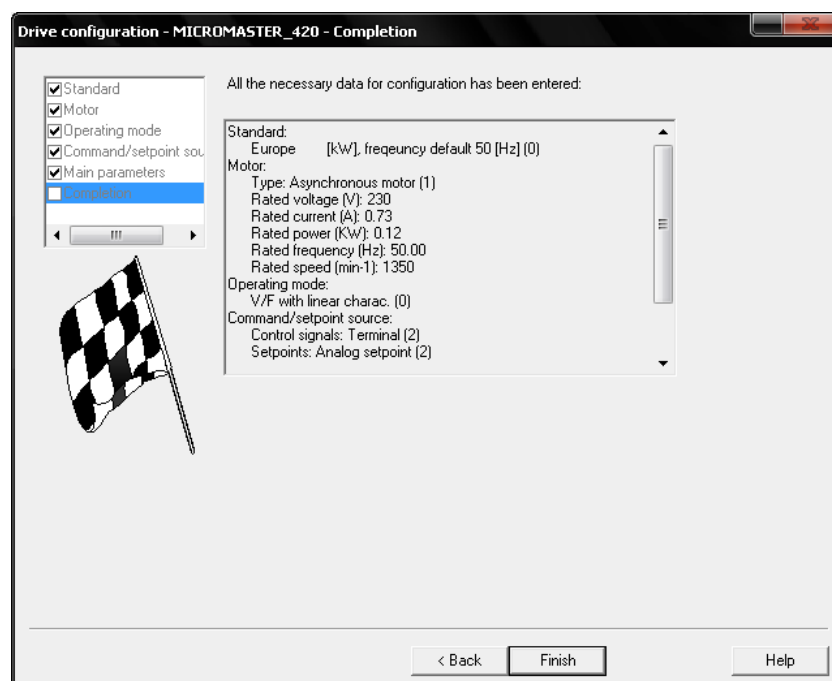 Drive configuration - MICROMASTER_420 - Completion
Standard
Motor
Operating mode
Command/setpoint sou
Main parameters
Completion
All the necessary data for configuration has been entered:
Standard:
Europe [kW], freqeuncy default 50 [Hz] (0)
Motor:
Type: Asynchronous motor (1)
Rated voltage (V): 230
Rated current (A): 0.73
Rated power (KW): 0.12
Rated frequency (Hz): 50.00
Rated speed (min-1): 1350
Operating mode:
V/F with linear charac. (0)
Command/setpoint source:
Control signals: Terminal (2)
Setpoints: Analog setpoint (2)
< Back
Finish
Help